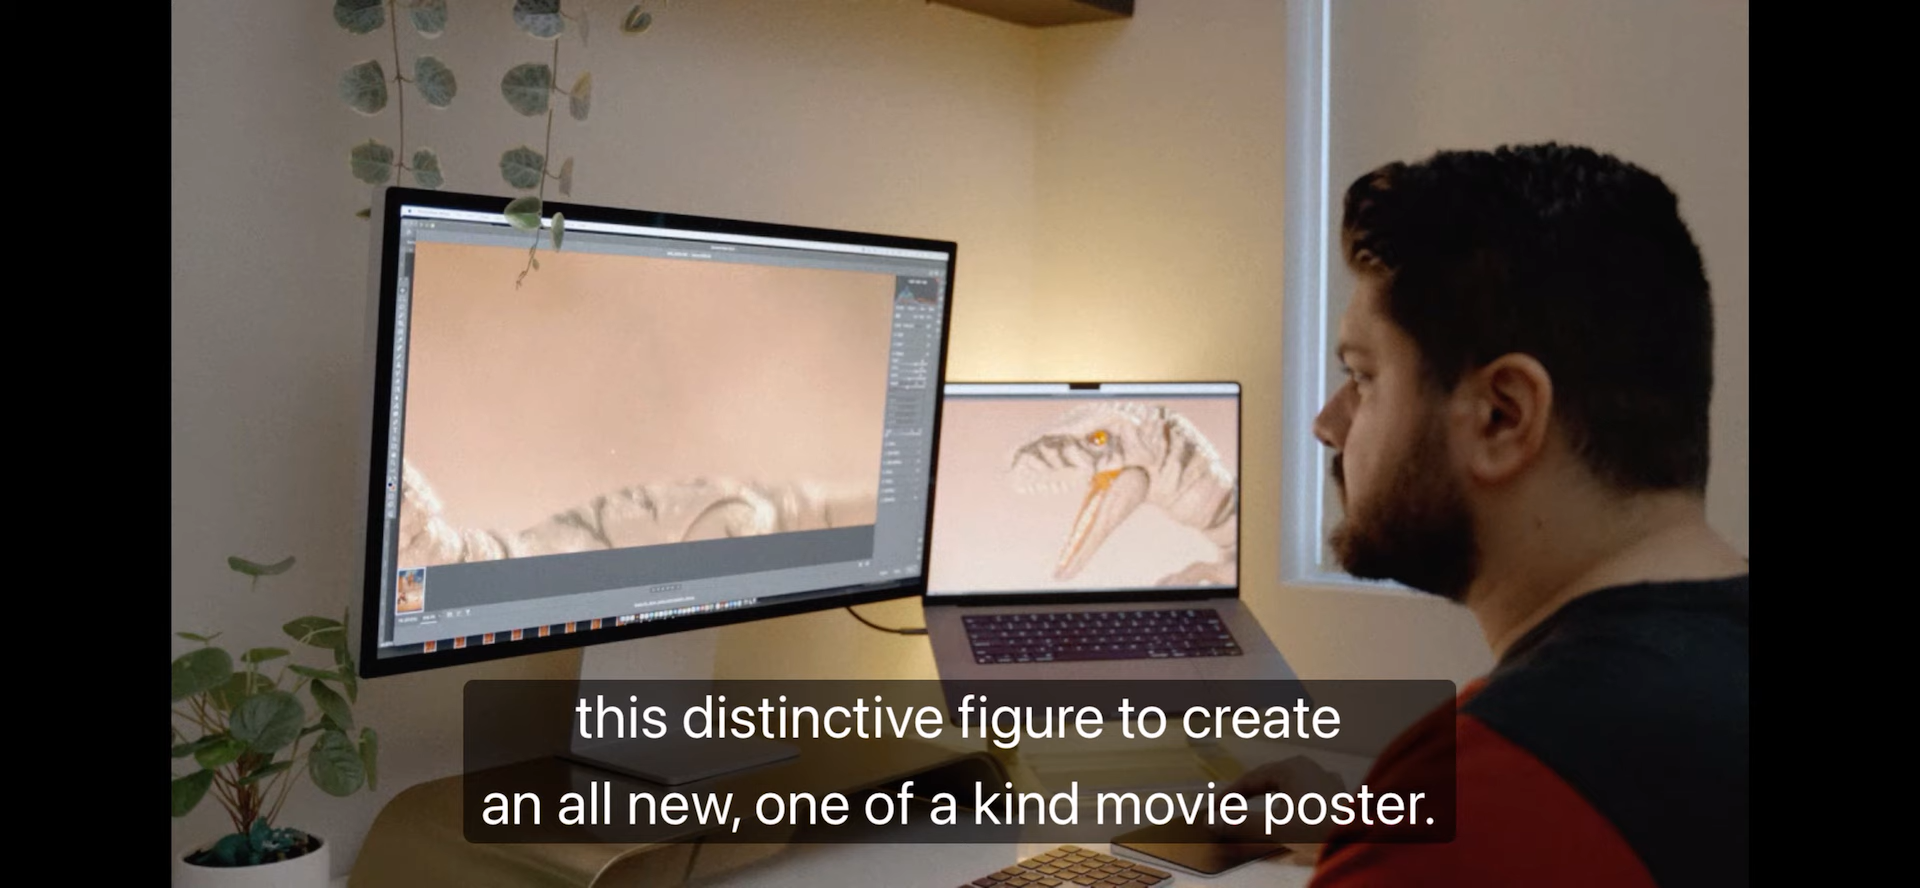 this distinctive figure to create
an all new, one of a kind movie poster.